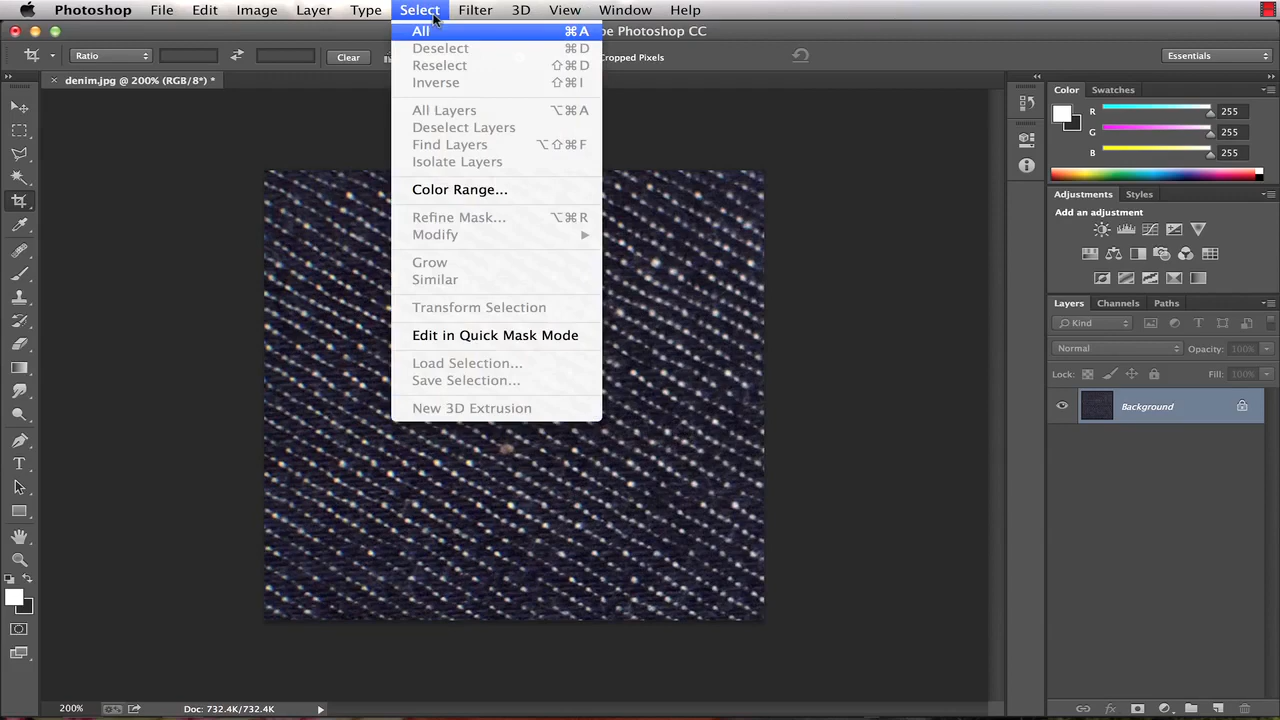 Photoshop File Edit Image Layer Type Select Filter 3D View Window Help
be Photoshop CC
Ratio Clear Cropped Pixels Essentials
× denim.jpg @ 200% (RGB/8*) *
All ⌘A
Deselect ⌘D
Reselect ⇧⌘D
Inverse ⇧⌘I
All Layers ⌥⌘A
Deselect Layers
Find Layers ⌥⇧⌘F
Isolate Layers
Color Range...
Refine Mask... ⌥⌘R
Modify ▶
Grow
Similar
Transform Selection
Edit in Quick Mask Mode
Load Selection...
Save Selection...
New 3D Extrusion
Color Swatches
R 255
G 255
B 255
Adjustments Styles
Add an adjustment
Layers Channels Paths
Kind
Normal Opacity: 100%
Lock: Fill: 100%
Background
200% Doc: 732.4K/732.4K